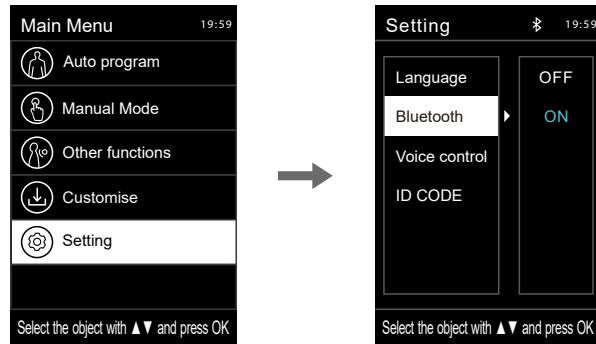 Main Menu 19:59
Auto program
Manual Mode
Other functions
Customise
Setting
Select the object with ▲▼ and press OK
Setting 19:59
Language
Bluetooth
Voice control
ID CODE
OFF
ON
Select the object with ▲▼ and press OK